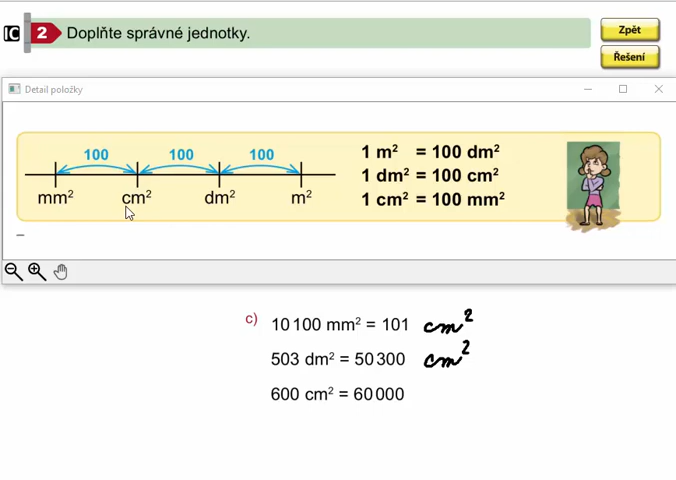 IC 2 Doplňte správné jednotky.
Zpět
Řešení
Detail položky
100 100 100
mm² cm² dm² m²
1 m² = 100 dm²
1 dm² = 100 cm²
1 cm² = 100 mm²
c) 10 100 mm² = 101 cm²
503 dm² = 50 300 cm²
600 cm² = 60 000